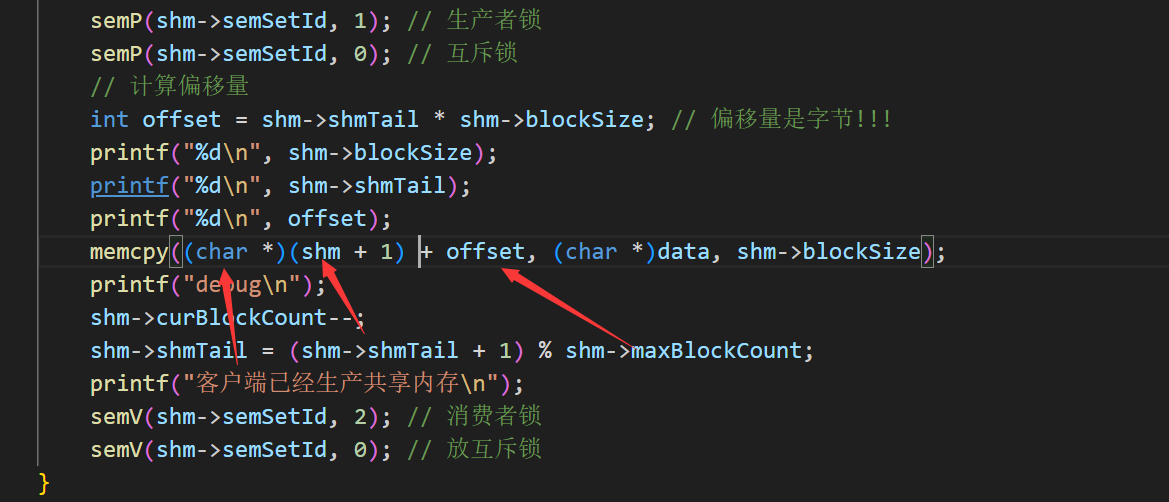 semP(shm->semSetId, 1); // 生产者锁
semP(shm->semSetId, 0); // 互斥锁
// 计算偏移量
int offset = shm->shmTail * shm->blockSize; // 偏移量是字节!!!
printf("%d\n", shm->blockSize);
printf("%d\n", shm->shmTail);
printf("%d\n", offset);
memcpy((char *)(shm + 1) + offset, (char *)data, shm->blockSize);
printf("debug\n");
shm->curBlockCount--;
shm->shmTail = (shm->shmTail + 1) % shm->maxBlockCount;
printf("客户端已经生产共享内存\n");
semV(shm->semSetId, 2); // 消费者锁
semV(shm->semSetId, 0); // 放互斥锁
}